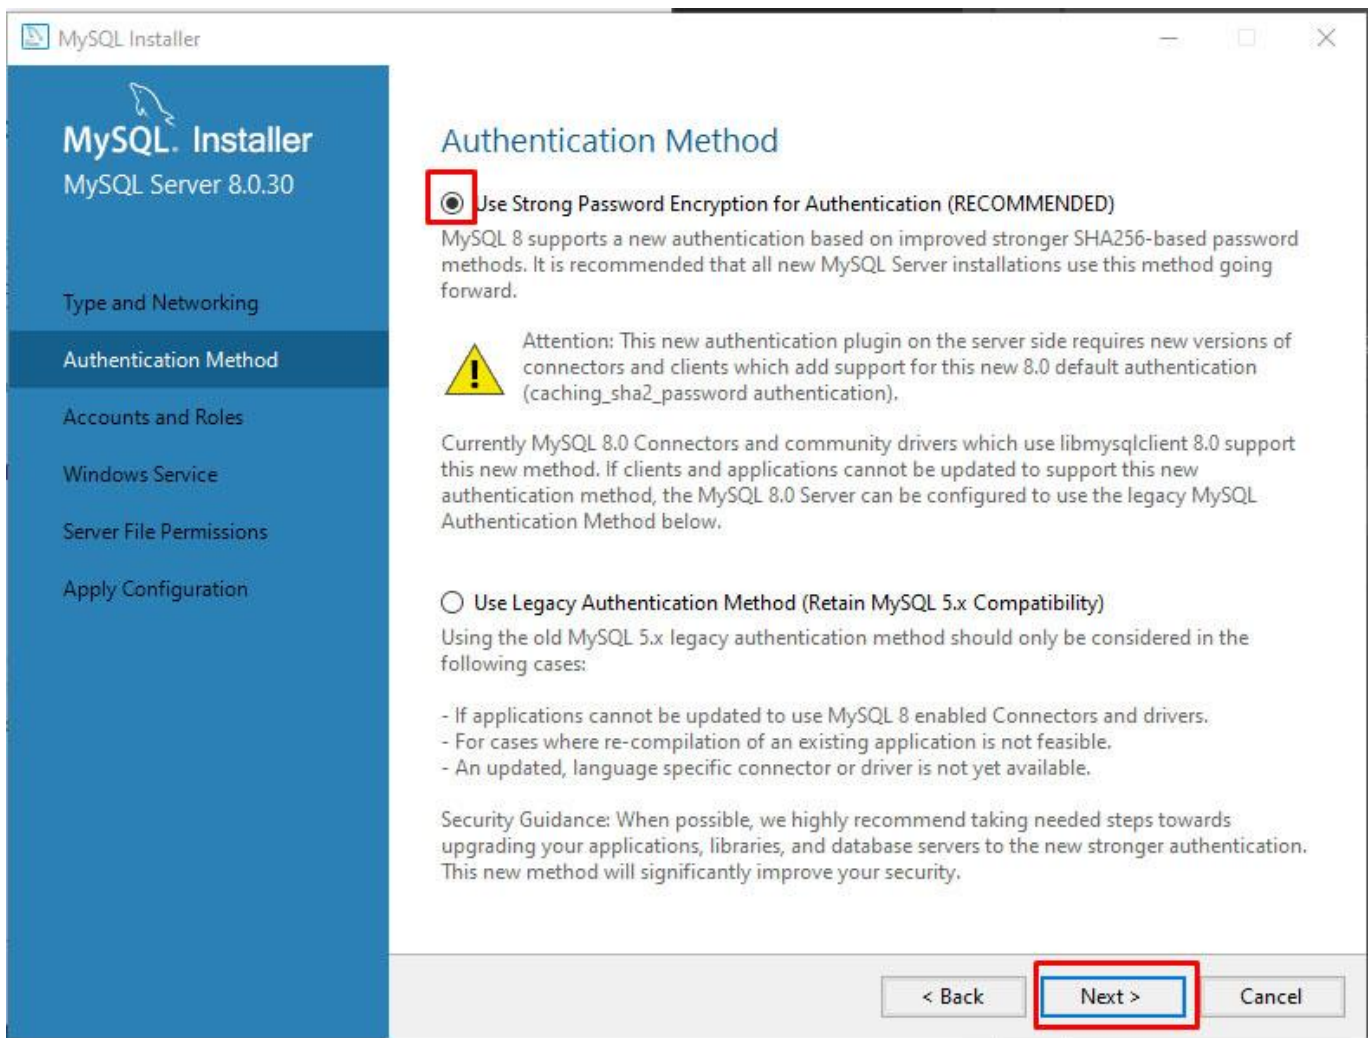 MySQL Installer
MySQL. Installer
MySQL Server 8.0.30
Type and Networking
Authentication Method
Accounts and Roles
Windows Service
Server File Permissions
Apply Configuration
Authentication Method
Use Strong Password Encryption for Authentication (RECOMMENDED)
MySQL 8 supports a new authentication based on improved stronger SHA256-based password
methods. It is recommended that all new MySQL Server installations use this method going
forward.
Attention: This new authentication plugin on the server side requires new versions of
connectors and clients which add support for this new 8.0 default authentication
(caching_sha2_password authentication).
Currently MySQL 8.0 Connectors and community drivers which use libmysqlclient 8.0 support
this new method. If clients and applications cannot be updated to support this new
authentication method, the MySQL 8.0 Server can be configured to use the legacy MySQL
Authentication Method below.
Use Legacy Authentication Method (Retain MySQL 5.x Compatibility)
Using the old MySQL 5.x legacy authentication method should only be considered in the
following cases:
- If applications cannot be updated to use MySQL 8 enabled Connectors and drivers.
- For cases where re-compilation of an existing application is not feasible.
- An updated, language specific connector or driver is not yet available.
Security Guidance: When possible, we highly recommend taking needed steps towards
upgrading your applications, libraries, and database servers to the new stronger authentication.
This new method will significantly improve your security.
< Back
Next >
Cancel